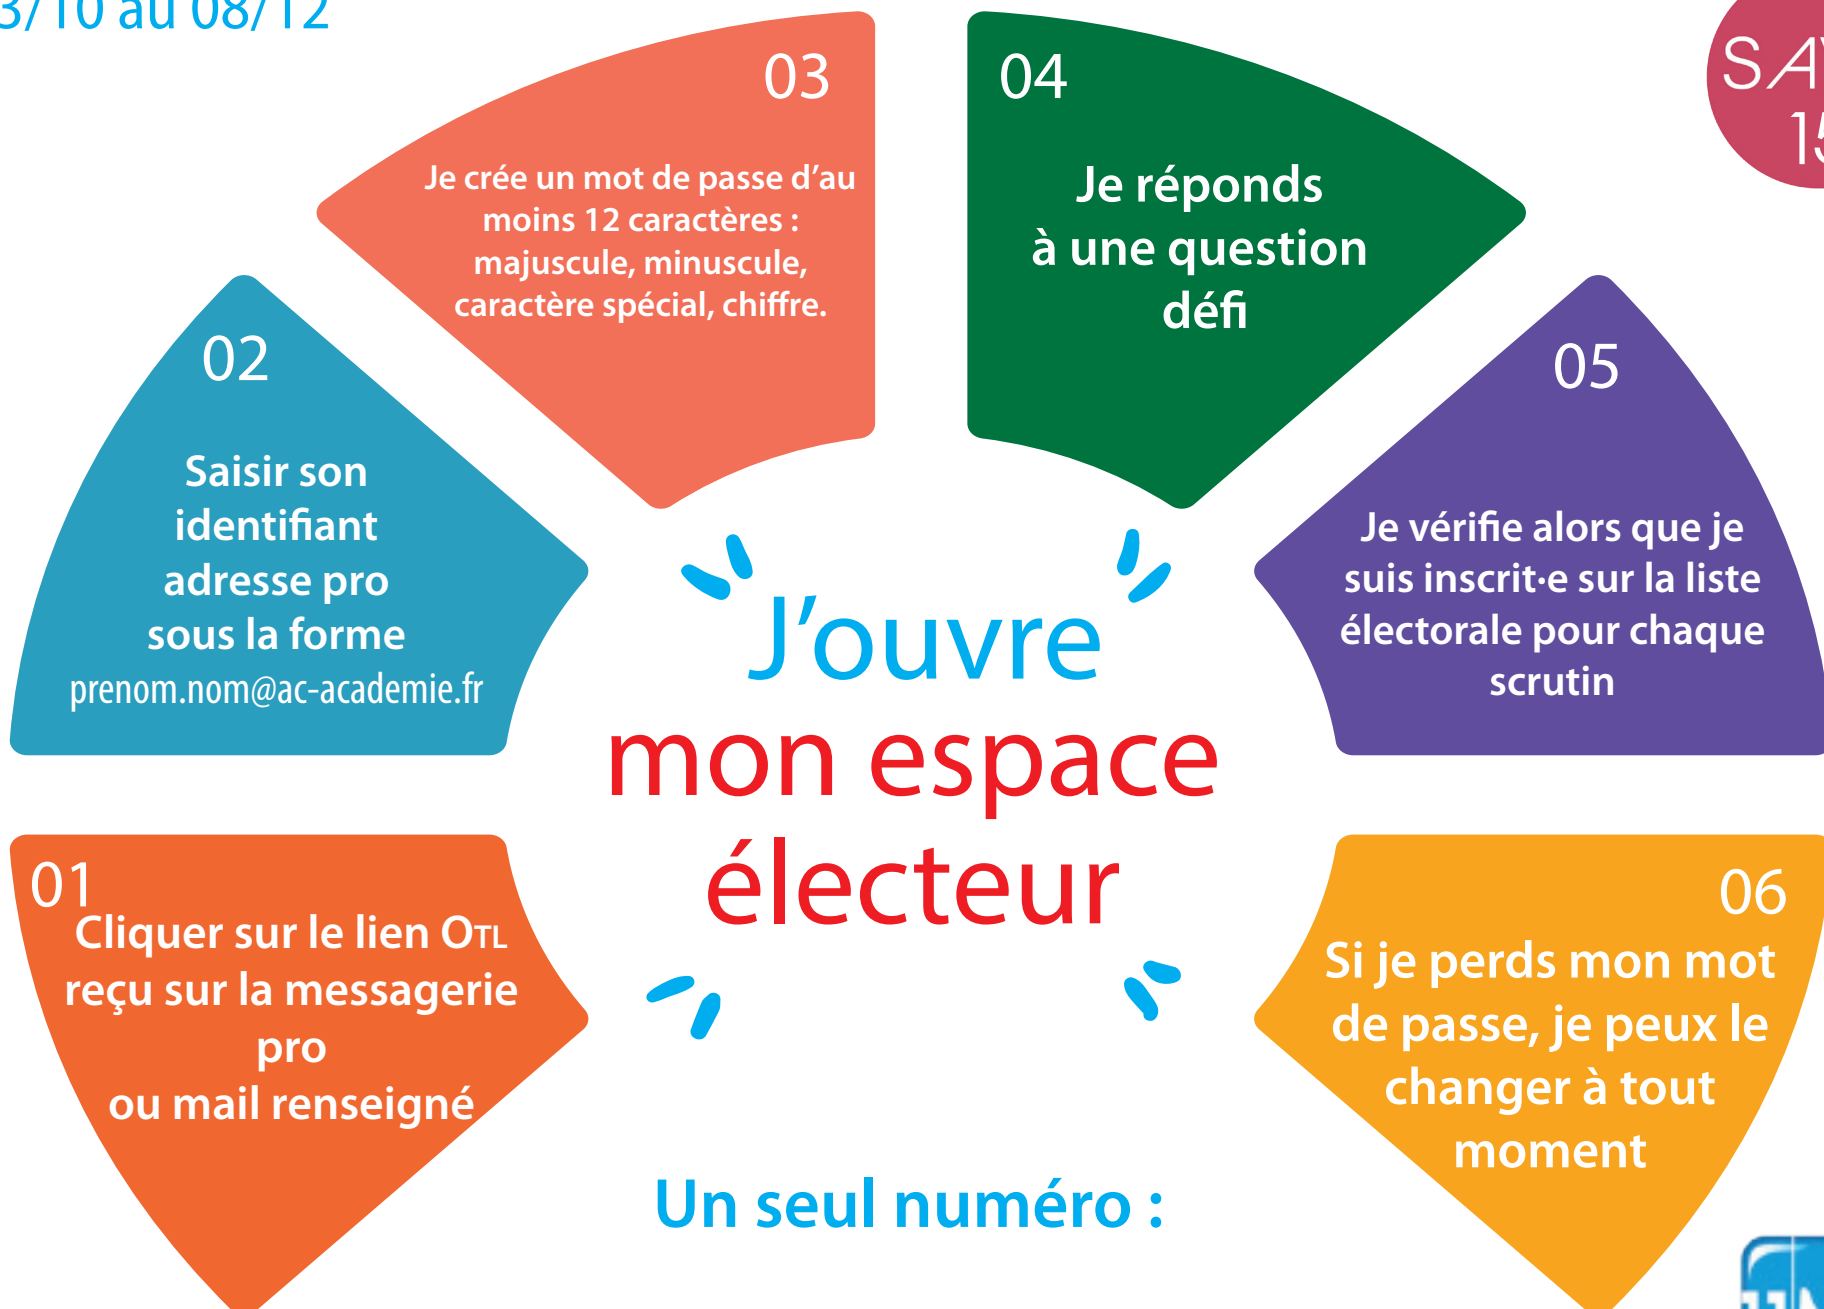 3/10 au 08/12
01
Cliquer sur le lien OTL
reçu sur la messagerie
pro
ou mail renseigné
02
Saisir son
identifiant
adresse pro
sous la forme
prenom.nom@ac-academie.fr
03
Je crée un mot de passe d’au
moins 12 caractères :
majuscule, minuscule,
caractère spécial, chiffre.
04
Je réponds
à une question
défi
05
Je vérifie alors que je
suis inscrit·e sur la liste
électorale pour chaque
scrutin
06
Si je perds mon mot
de passe, je peux le
changer à tout
moment
J’ouvre
mon espace
électeur
Un seul numéro :